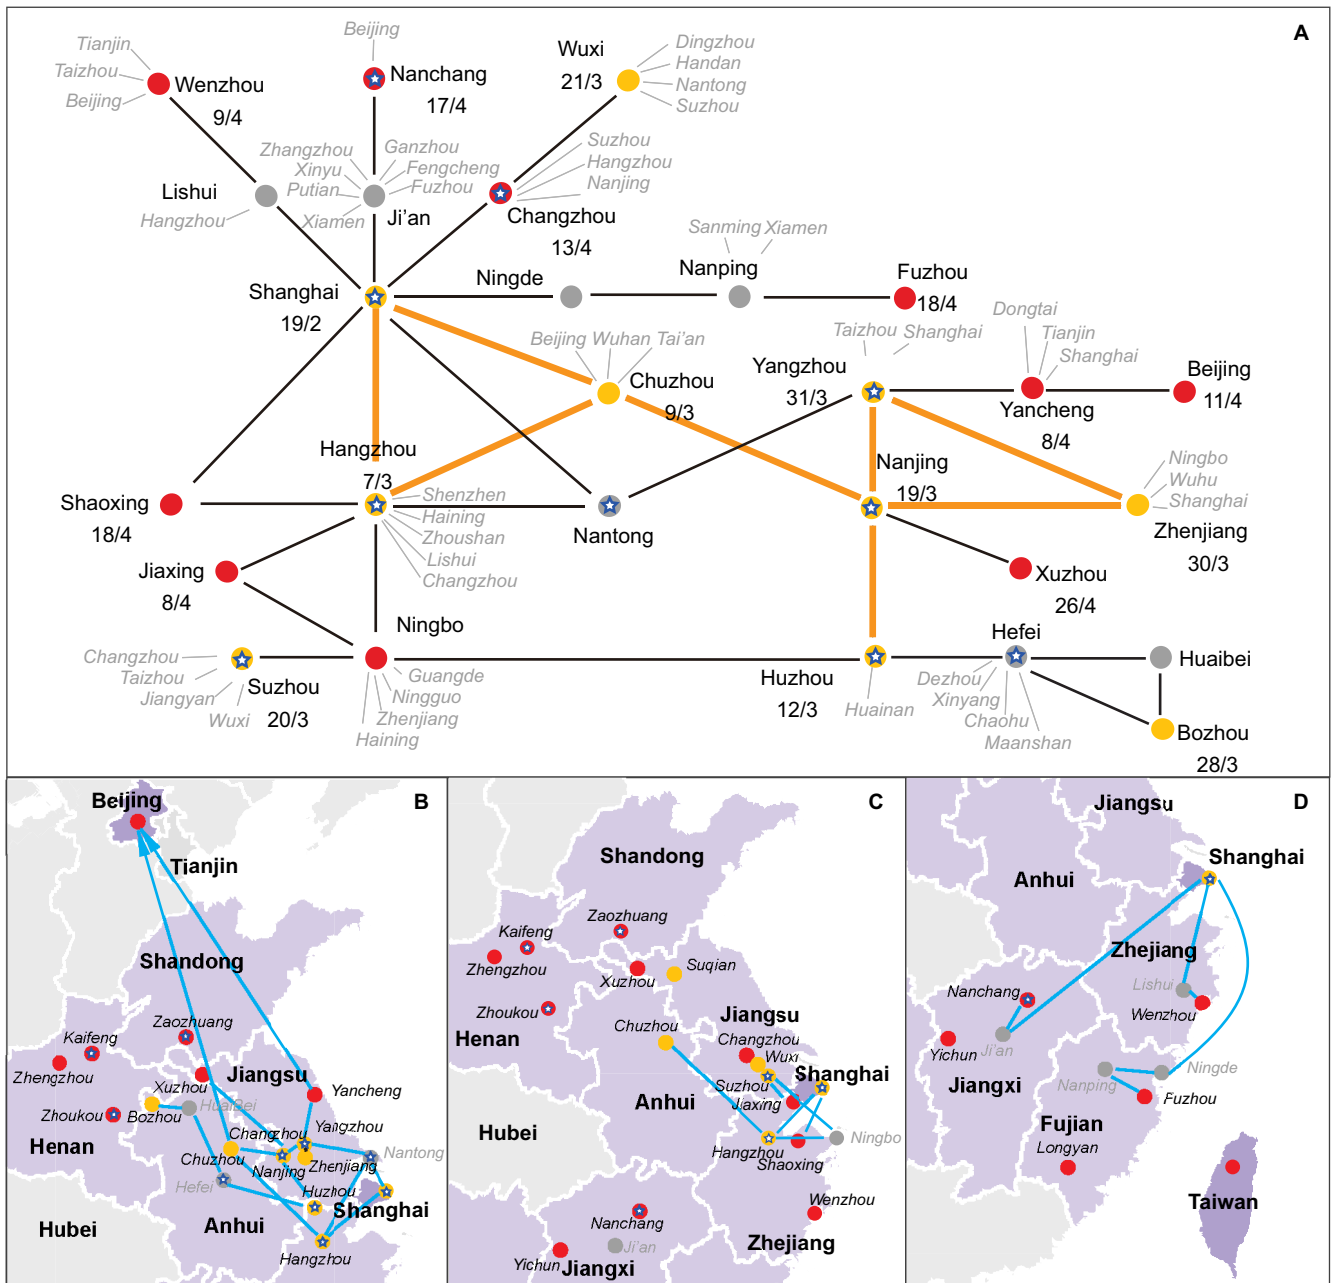 A
Tianjin
Taizhou
Beijing
Wenzhou
9/4
Beijing
Nanchang
17/4
Wuxi
21/3
Dingzhou
Handan
Nantong
Suzhou
Lishui
Hangzhou
Zhangzhou
Xinyu
Putian
Xiamen
Ganzhou
Fengcheng
Fuzhou
Ji'an
Suzhou
Hangzhou
Nanjing
Changzhou
13/4
Shanghai
19/2
Ningde
Sanming Xiamen
Nanping
Fuzhou
18/4
Beijing Wuhan Tai'an
Chuzhou
9/3
Taizhou Shanghai
Yangzhou
31/3
Dongtai
Tianjin
Shanghai
Yancheng
8/4
Beijing
11/4
Hangzhou
7/3
Shenzhen
Haining
Zhoushan
Lishui
Changzhou
Shaoxing
18/4
Nantong
Nanjing
19/3
Ningbo
Wuhu
Shanghai
Zhenjiang
30/3
Jiaxing
8/4
Xuzhou
26/4
Changzhou
Taizhou
Jiangyan
Wuxi
Suzhou
20/3
Ningbo
Guangde
Ningguo
Zhenjiang
Haining
Huzhou
12/3
Huainan
Hefei
Dezhou
Xinyang
Chaohu
Maanshan
Huaibei
Bozhou
28/3
B
Beijing
Tianjin
Shandong
Kaifeng
Zaozhuang
Zhengzhou
Xuzhou
Jiangsu
Yancheng
Zhoukou
Bozhou
HuaiBei
Henan
Changzhou
Yangzhou
Chuzhou
Nanjing
Zhenjiang
Nantong
Hefei
Huzhou
Shanghai
Hubei
Anhui
Hangzhou
C
Shandong
Zaozhuang
Kaifeng
Zhengzhou
Xuzhou
Suqian
Zhoukou
Henan
Chuzhou
Jiangsu
Changzhou
Wuxi
Shanghai
Suzhou
Jiaxing
Anhui
Hubei
Ningbo
Hangzhou
Shaoxing
Wenzhou
Nanchang
Ji'an
Zhejiang
Yichun
Jiangxi
D
Jiangsu
Shanghai
Anhui
Zhejiang
Nanchang
Lishui
Wenzhou
Yichun
Ji'an
Jiangxi
Nanping
Ningde
Fuzhou
Fujian
Longyan
Taiwan